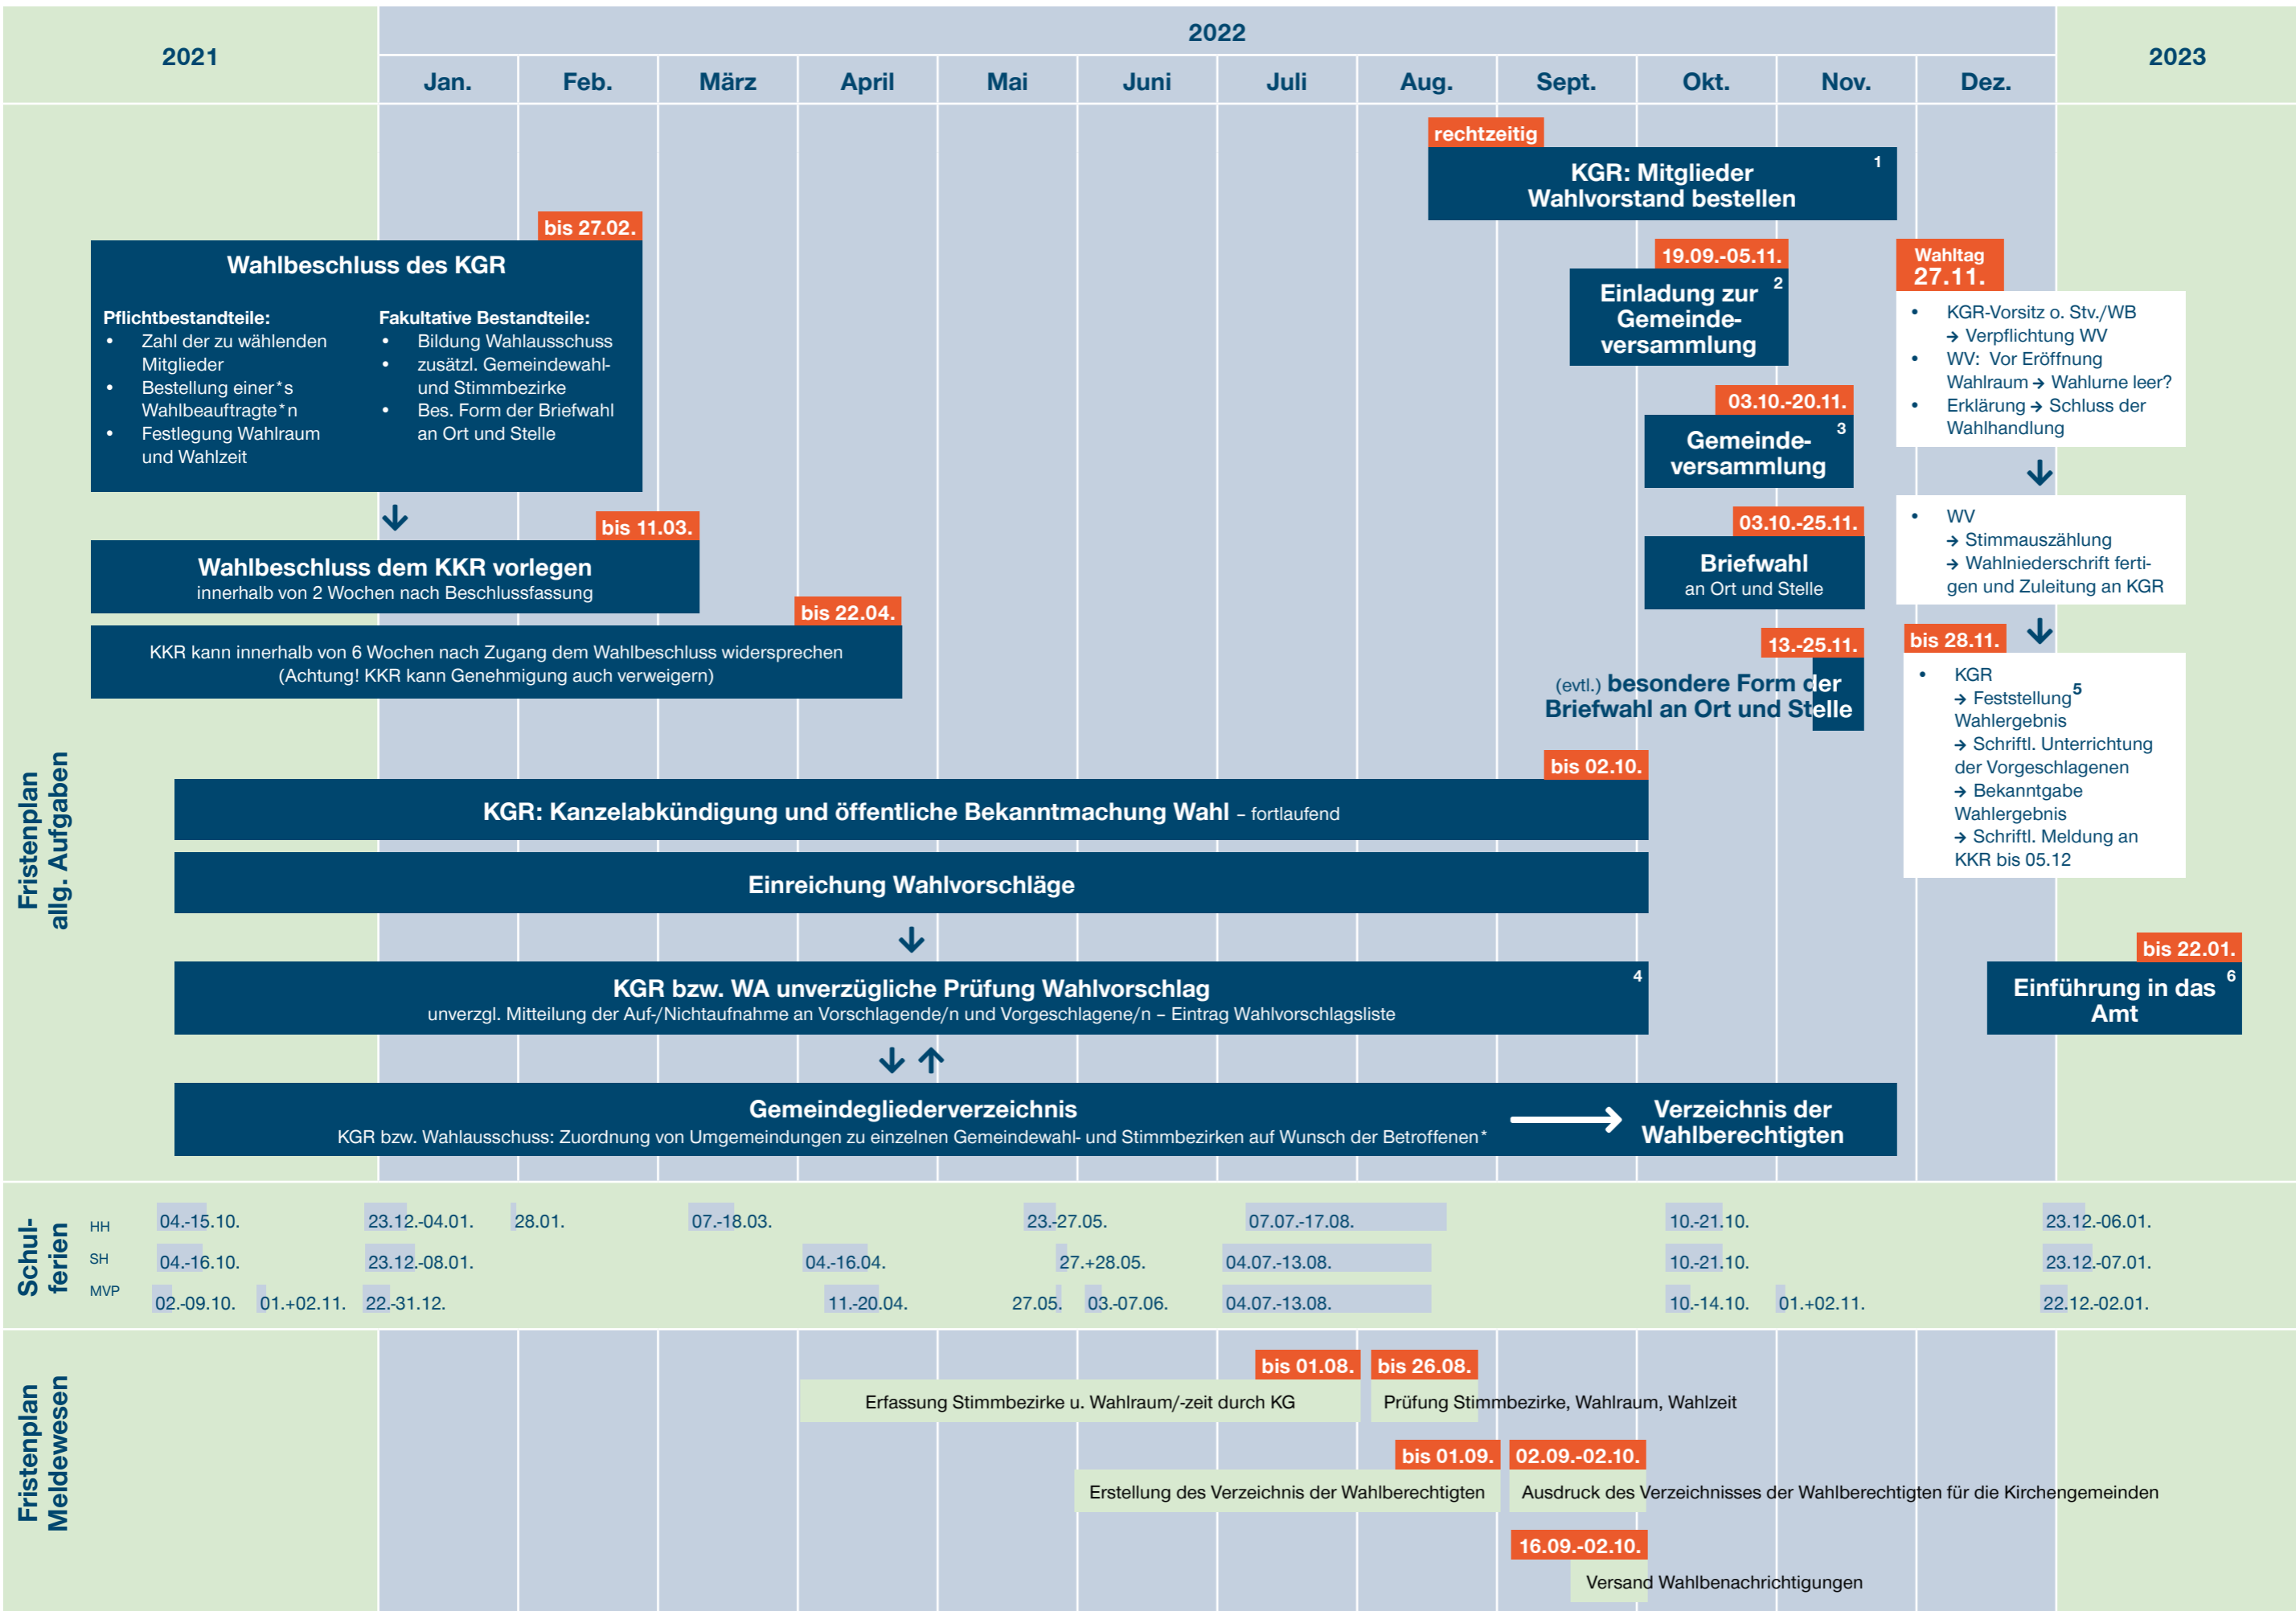 2021
2022
2023
Jan.
Feb.
März
April
Mai
Juni
Juli
Aug.
Sept.
Okt.
Nov.
Dez.
Fristenplan
allg. Aufgaben
rechtzeitig
KGR: Mitglieder 1
Wahlvorstand bestellen
bis 27.02.
Wahlbeschluss des KGR
Pflichtbestandteile:
• Zahl der zu wählenden
Mitglieder
• Bestellung einer*s
Wahlbeauftragte*n
• Festlegung Wahlraum
und Wahlzeit
Fakultative Bestandteile:
• Bildung Wahlausschuss
• zusätzl. Gemeindewahl-
und Stimmbezirke
• Bes. Form der Briefwahl
an Ort und Stelle
↓
bis 11.03.
Wahlbeschluss dem KKR vorlegen
innerhalb von 2 Wochen nach Beschlussfassung
bis 22.04.
KKR kann innerhalb von 6 Wochen nach Zugang dem Wahlbeschluss widersprechen
(Achtung! KKR kann Genehmigung auch verweigern)
19.09.-05.11.
Einladung zur 2
Gemeinde-
versammlung
03.10.-20.11.
Gemeinde- 3
versammlung
03.10.-25.11.
Briefwahl
an Ort und Stelle
13.-25.11.
(evtl.) besondere Form der
Briefwahl an Ort und Stelle
Wahltag
27.11.
• KGR-Vorsitz o. Stv./WB
→ Verpflichtung WV
• WV: Vor Eröffnung
Wahlraum → Wahlurne leer?
• Erklärung → Schluss der
Wahlhandlung
↓
• WV
→ Stimmauszählung
→ Wahlniederschrift ferti-
gen und Zuleitung an KGR
↓
bis 28.11.
• KGR
→ Feststellung5
Wahlergebnis
→ Schriftl. Unterrichtung
der Vorgeschlagenen
→ Bekanntgabe
Wahlergebnis
→ Schriftl. Meldung an
KKR bis 05.12
bis 02.10.
KGR: Kanzelabkündigung und öffentliche Bekanntmachung Wahl – fortlaufend
Einreichung Wahlvorschläge
↓
KGR bzw. WA unverzügliche Prüfung Wahlvorschlag 4
unverzgl. Mitteilung der Auf-/Nichtaufnahme an Vorschlagende/n und Vorgeschlagene/n – Eintrag Wahlvorschlagsliste
↓ ↑
bis 22.01.
Einführung in das 6
Amt
Gemeindegliederverzeichnis
KGR bzw. Wahlausschuss: Zuordnung von Umgemeindungen zu einzelnen Gemeindewahl- und Stimmbezirken auf Wunsch der Betroffenen*
→
Verzeichnis der
Wahlberechtigten
Schul-
ferien
HH 04.-15.10. 23.12.-04.01. 28.01. 07.-18.03. 23.-27.05. 07.07.-17.08. 10.-21.10. 23.12.-06.01.
SH 04.-16.10. 23.12.-08.01. 04.-16.04. 27.+28.05. 04.07.-13.08. 10.-21.10. 23.12.-07.01.
MVP 02.-09.10. 01.+02.11. 22.-31.12. 11.-20.04. 27.05. 03.-07.06. 04.07.-13.08. 10.-14.10. 01.+02.11. 22.12.-02.01.
Fristenplan
Meldewesen
bis 01.08.
Erfassung Stimmbezirke u. Wahlraum/-zeit durch KG
bis 26.08.
Prüfung Stimmbezirke, Wahlraum, Wahlzeit
bis 01.09.
Erstellung des Verzeichnis der Wahlberechtigten
02.09.-02.10.
Ausdruck des Verzeichnisses der Wahlberechtigten für die Kirchengemeinden
16.09.-02.10.
Versand Wahlbenachrichtigungen